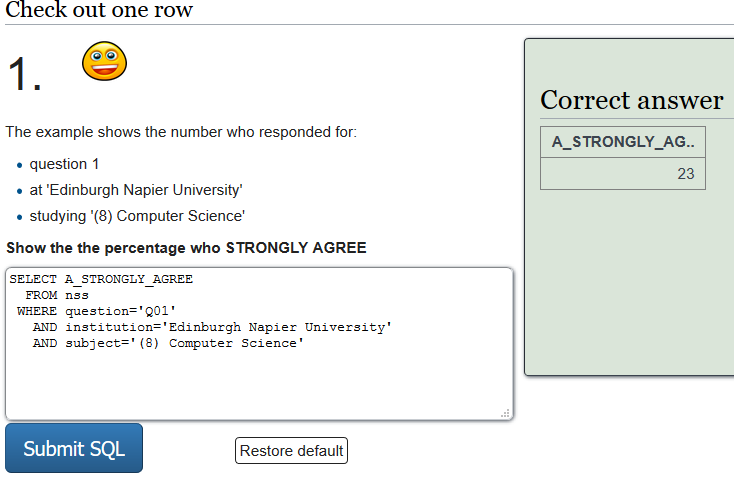 Check out one row
1.
The example shows the number who responded for:
• question 1
• at 'Edinburgh Napier University'
• studying '(8) Computer Science'
Show the the percentage who STRONGLY AGREE
SELECT A_STRONGLY_AGREE
FROM nss
WHERE question='Q01'
AND institution='Edinburgh Napier University'
AND subject='(8) Computer Science'
Submit SQL
Restore default
Correct answer
A_STRONGLY_AG..
23